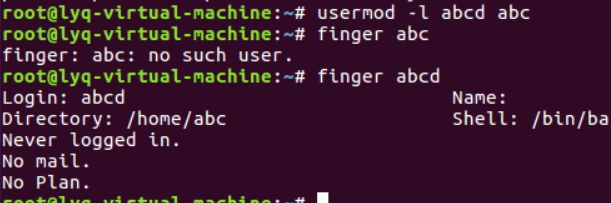 root@lyq-virtual-machine:~# usermod -l abcd abc
root@lyq-virtual-machine:~# finger abc
finger: abc: no such user.
root@lyq-virtual-machine:~# finger abcd
Login: abcd Name:
Directory: /home/abc Shell: /bin/ba
Never logged in.
No mail.
No Plan.
root@lyq-virtual-machine:~#